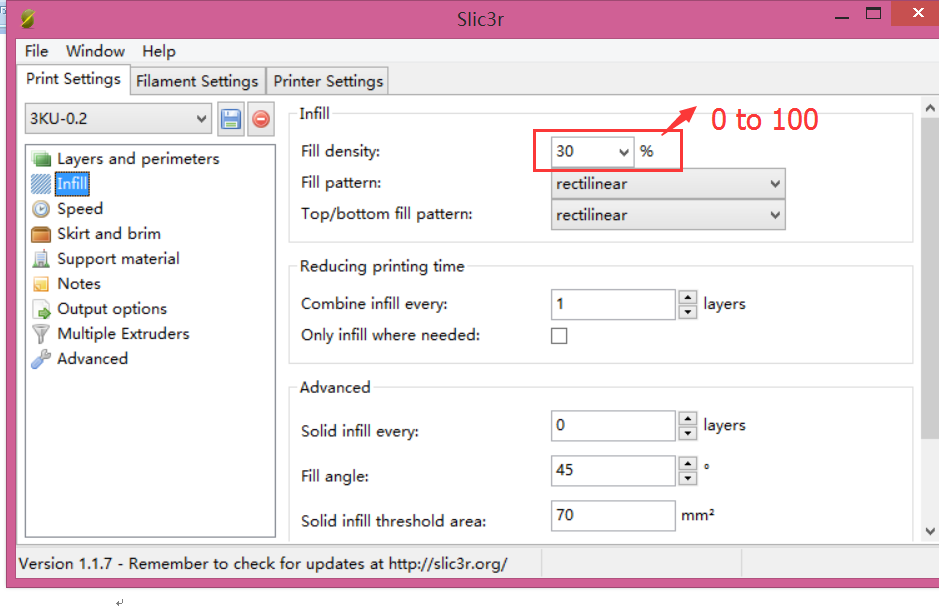 Slic3r
File Window Help
Print Settings Filament Settings Printer Settings
3KU-0.2
Layers and perimeters
Infill
Speed
Skirt and brim
Support material
Notes
Output options
Multiple Extruders
Advanced
Infill
0 to 100
Fill density: 30 %
Fill pattern: rectilinear
Top/bottom fill pattern: rectilinear
Reducing printing time
Combine infill every: 1 layers
Only infill where needed:
Advanced
Solid infill every: 0 layers
Fill angle: 45 °
Solid infill threshold area: 70 mm²
Version 1.1.7 - Remember to check for updates at http://slic3r.org/